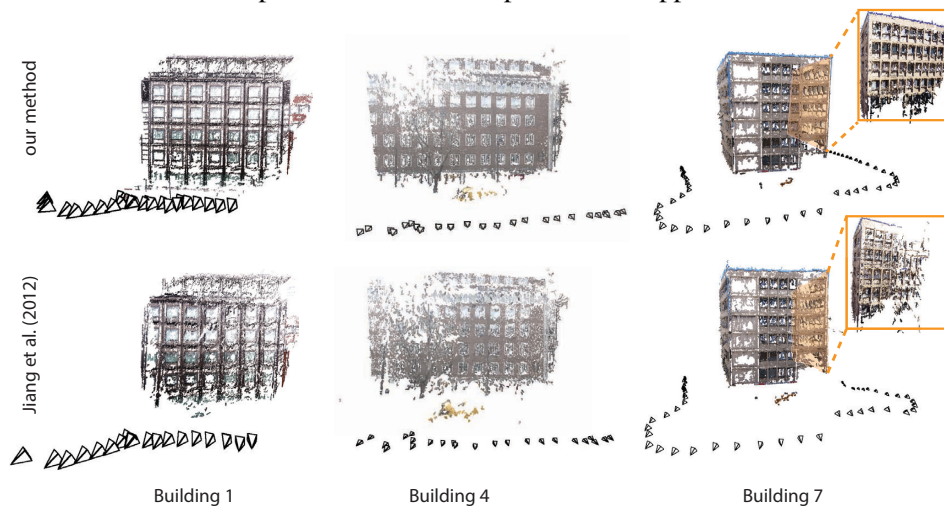 our method
Jiang et al. (2012)
Building 1
Building 4
Building 7